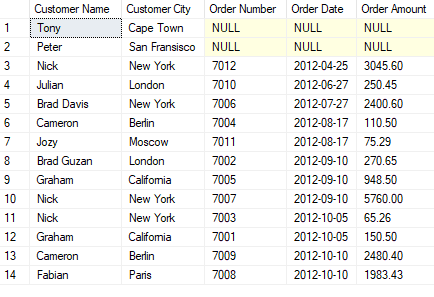 Customer Name Customer City Order Number Order Date Order Amount
1 Tony Cape Town NULL NULL NULL
2 Peter San Fransisco NULL NULL NULL
3 Nick New York 7012 2012-04-25 3045.60
4 Julian London 7010 2012-06-27 250.45
5 Brad Davis New York 7006 2012-07-27 2400.60
6 Cameron Berlin 7004 2012-08-17 110.50
7 Jozy Moscow 7011 2012-08-17 75.29
8 Brad Guzan London 7002 2012-09-10 270.65
9 Graham California 7005 2012-09-10 948.50
10 Nick New York 7007 2012-09-10 5760.00
11 Nick New York 7003 2012-10-05 65.26
12 Graham California 7001 2012-10-05 150.50
13 Cameron Berlin 7009 2012-10-10 2480.40
14 Fabian Paris 7008 2012-10-10 1983.43